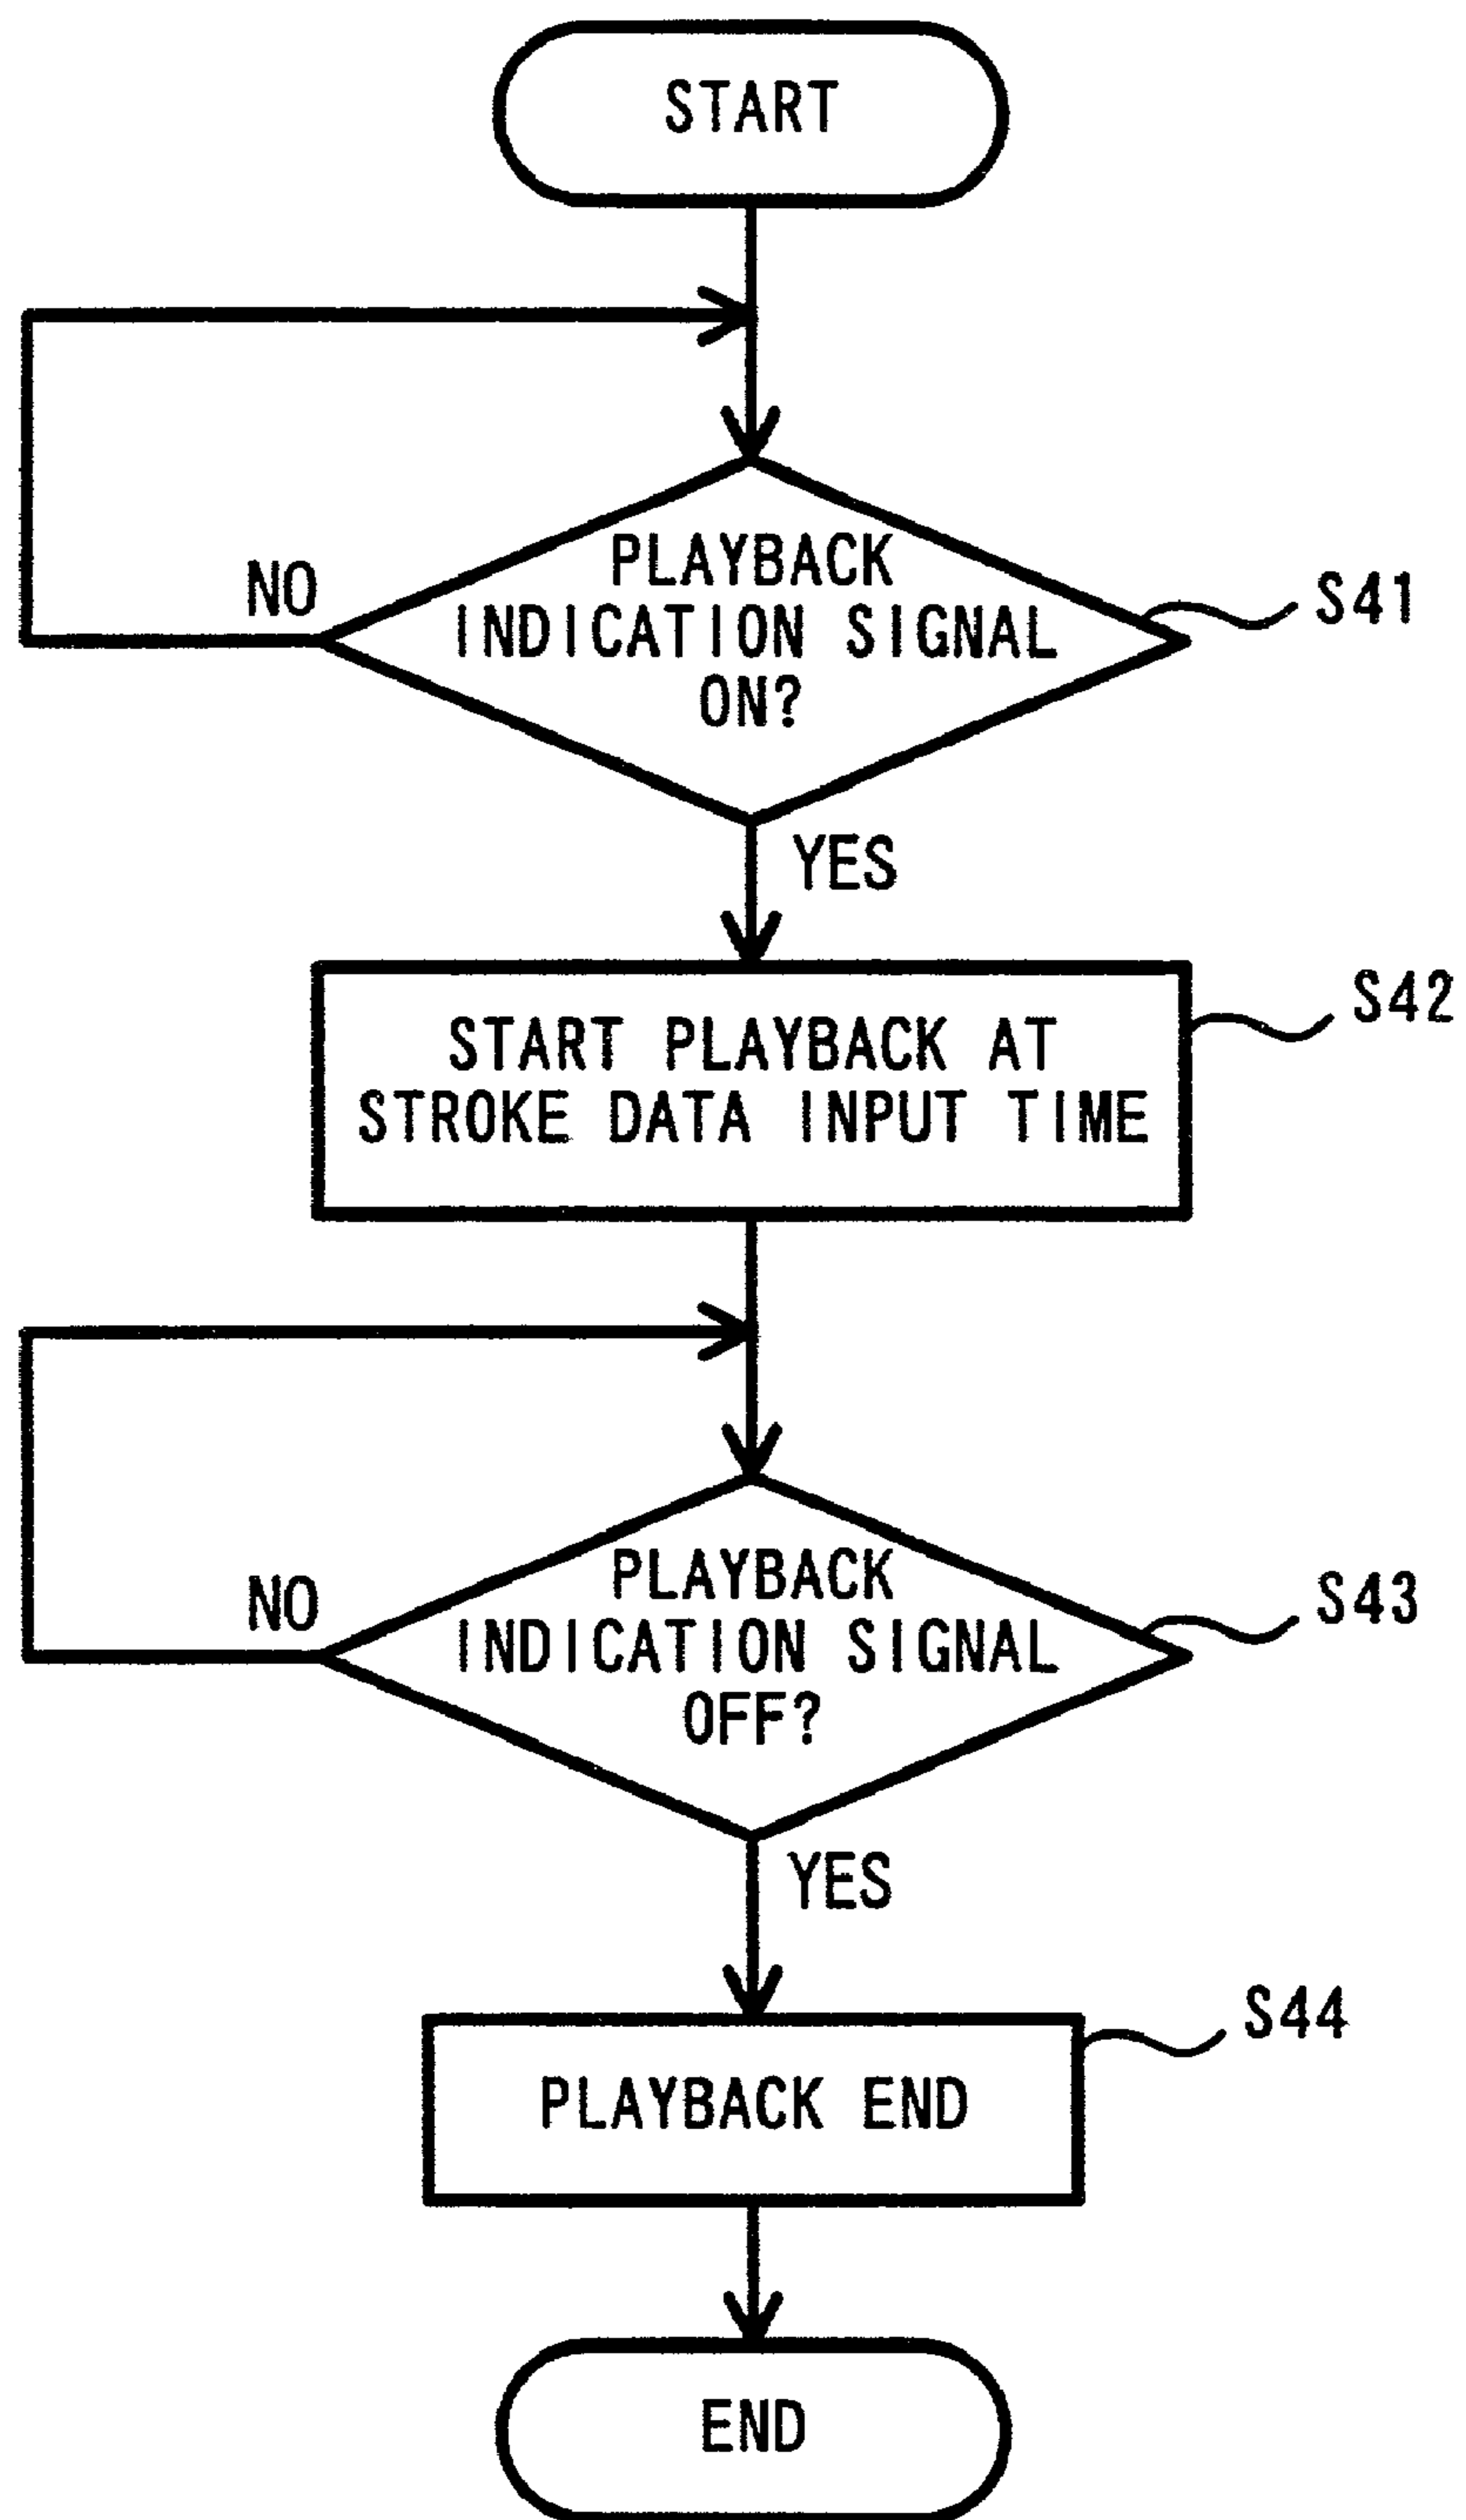 START
NO
PLAYBACK
INDICATION SIGNAL
ON?
S41
YES
START PLAYBACK AT
STROKE DATA INPUT TIME
S42
NO
PLAYBACK
INDICATION SIGNAL
OFF?
S43
YES
PLAYBACK END
S44
END